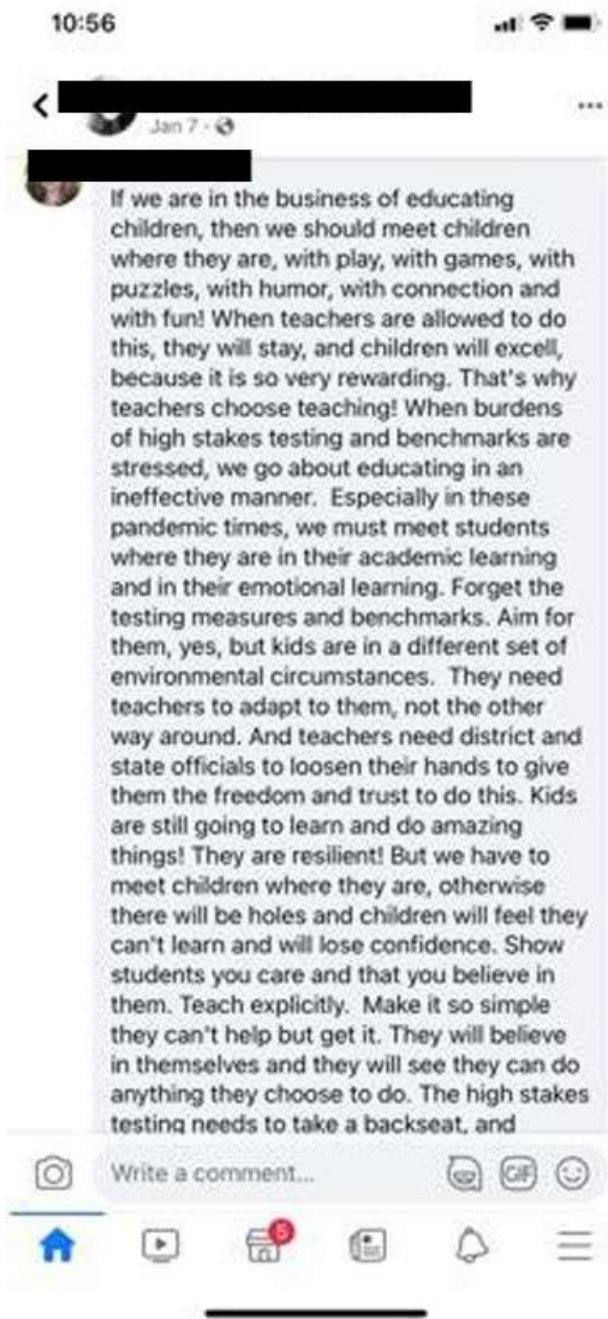 10:56
Jan 7
If we are in the business of educating
children, then we should meet children
where they are, with play, with games, with
puzzles, with humor, with connection and
with fun! When teachers are allowed to do
this, they will stay, and children will excell,
because it is so very rewarding. That's why
teachers choose teaching! When burdens
of high stakes testing and benchmarks are
stressed, we go about educating in an
ineffective manner.  Especially in these
pandemic times, we must meet students
where they are in their academic learning
and in their emotional learning. Forget the
testing measures and benchmarks. Aim for
them, yes, but kids are in a different set of
environmental circumstances.  They need
teachers to adapt to them, not the other
way around. And teachers need district and
state officials to loosen their hands to give
them the freedom and trust to do this. Kids
are still going to learn and do amazing
things! They are resilient! But we have to
meet children where they are, otherwise
there will be holes and children will feel they
can't learn and will lose confidence. Show
students you care and that you believe in
them. Teach explicitly.  Make it so simple
they can't help but get it. They will believe
in themselves and they will see they can do
anything they choose to do. The high stakes
testing needs to take a backseat, and
Write a comment...
GIF
5